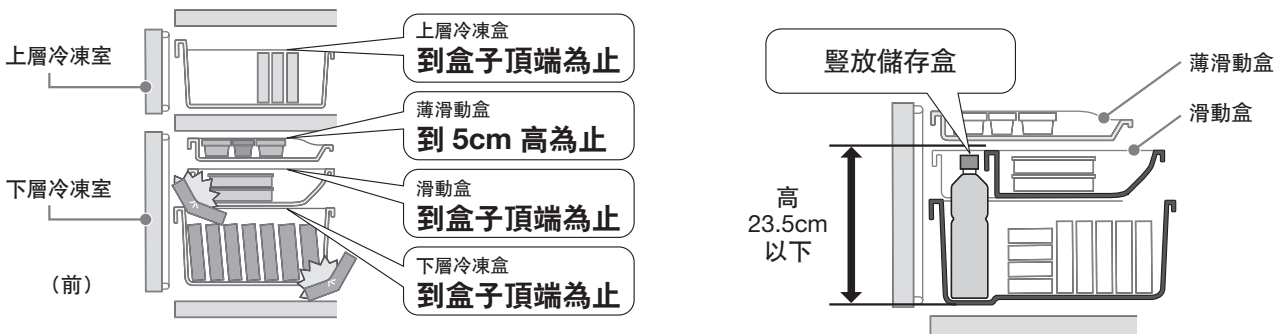 上層冷凍室
下層冷凍室
（前）
上層冷凍盒
到盒子頂端為止
薄滑動盒
到 5cm 高為止
滑動盒
到盒子頂端為止
下層冷凍盒
到盒子頂端為止
豎放儲存盒
薄滑動盒
滑動盒
高
23.5cm
以下